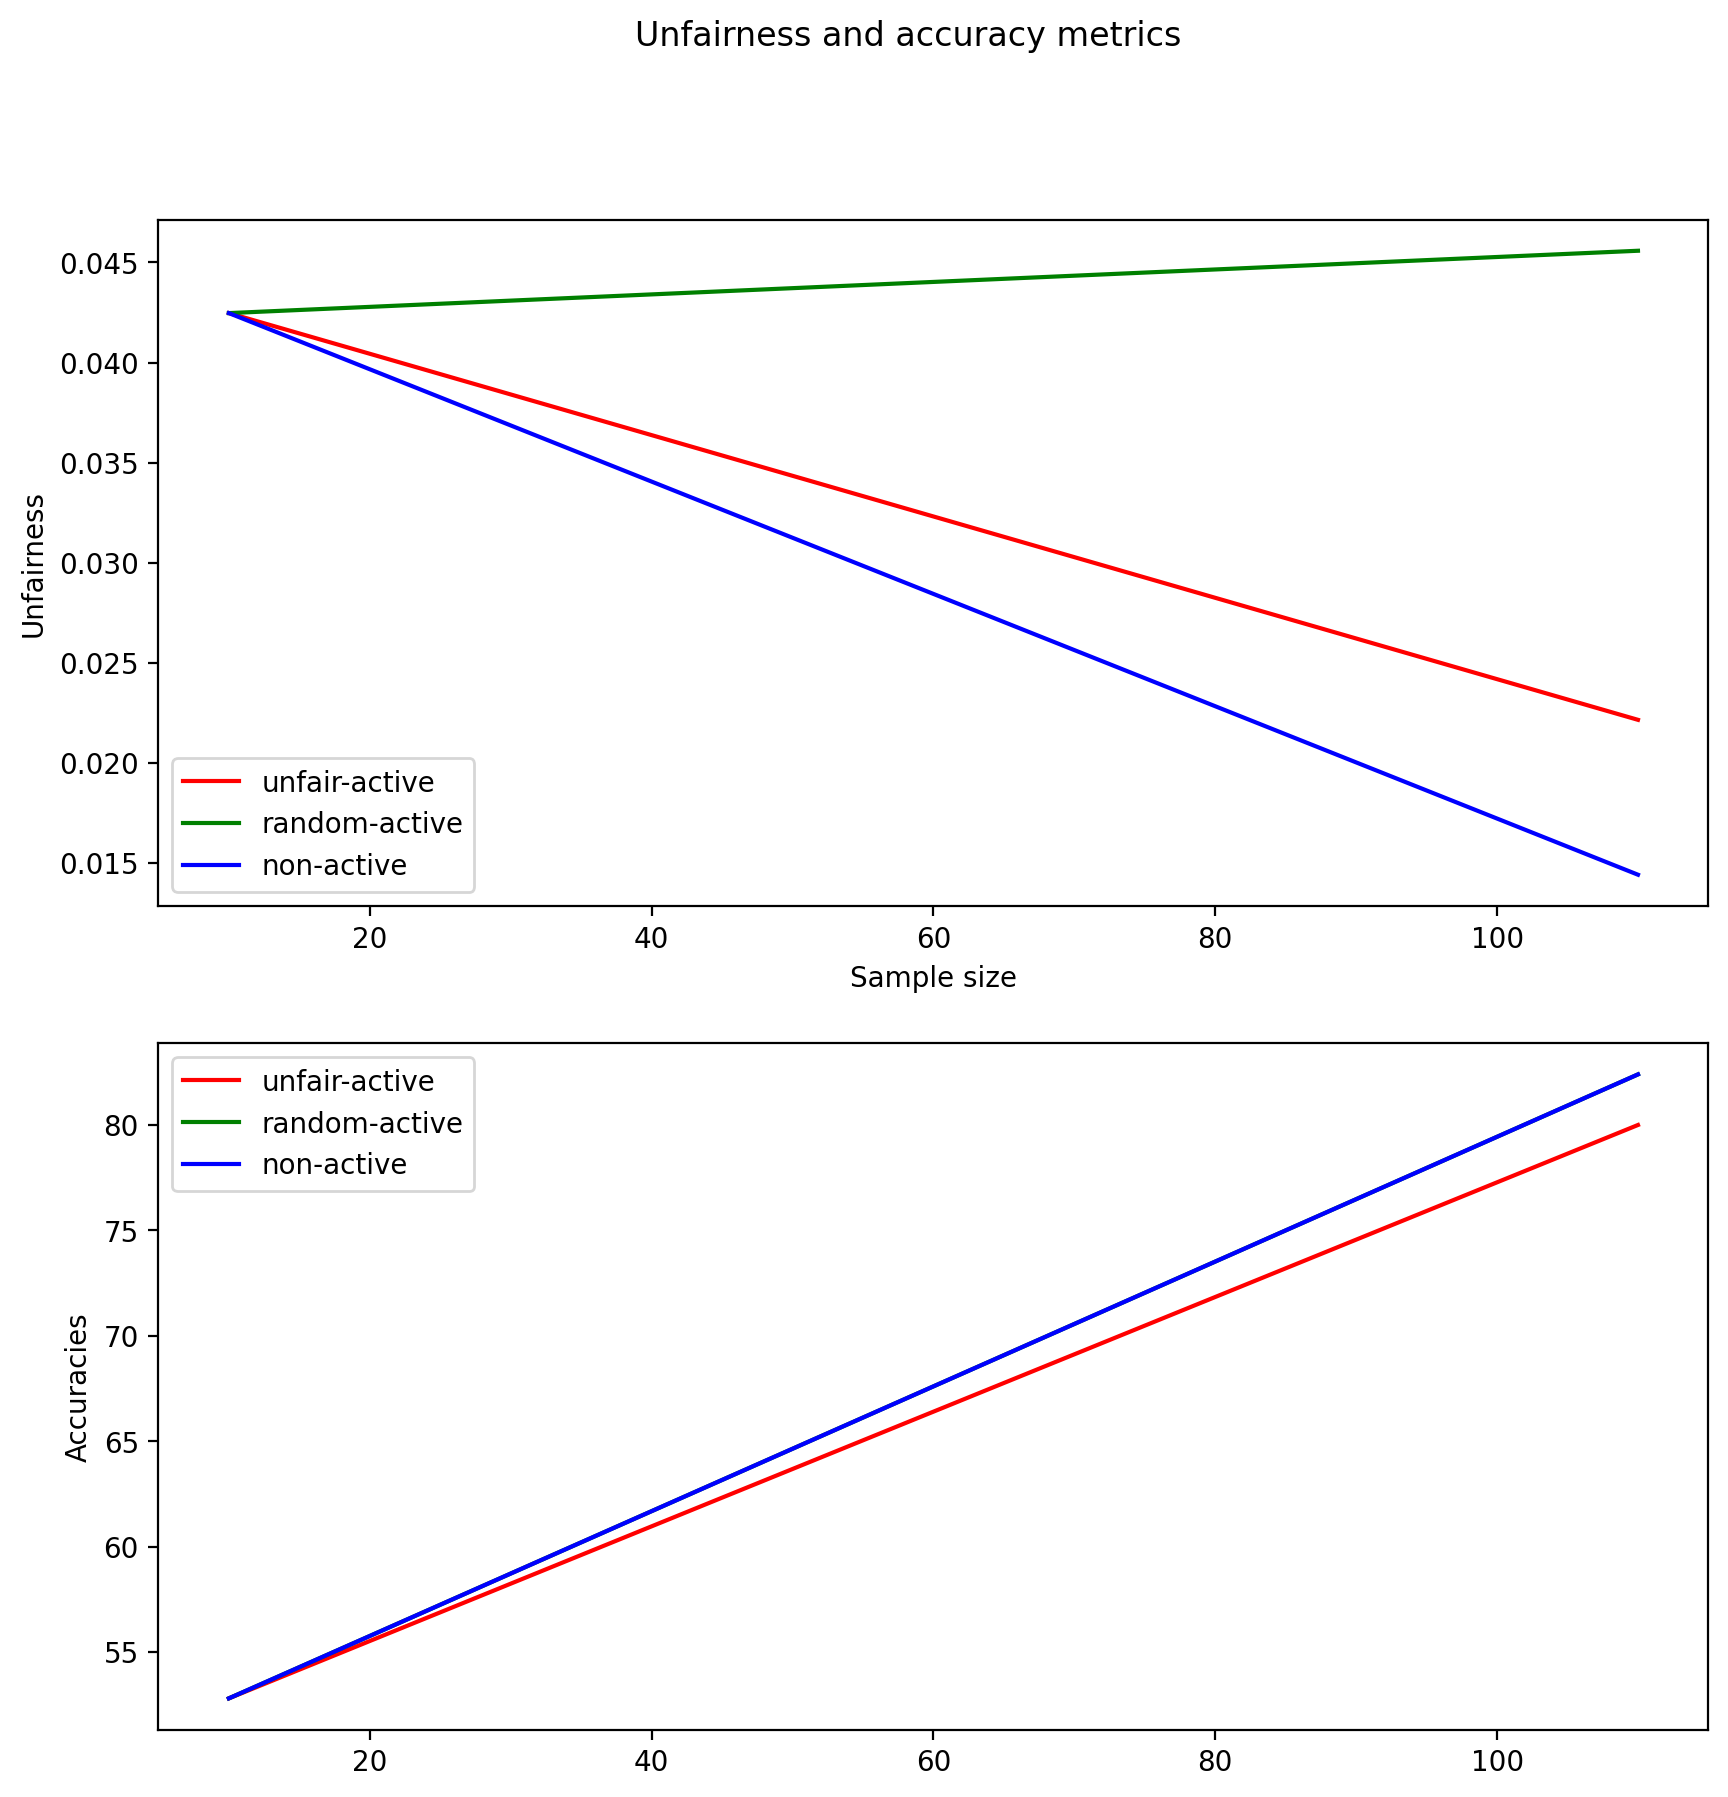 Unfairness and accuracy metrics
0.045
0.040
0.035
0.030
0.025
0.020
0.015
Unfairness
unfair-active
random-active
non-active
20 40 60 80 100
Sample size
80
75
70
65
60
55
Accuracies
unfair-active
random-active
non-active
20 40 60 80 100